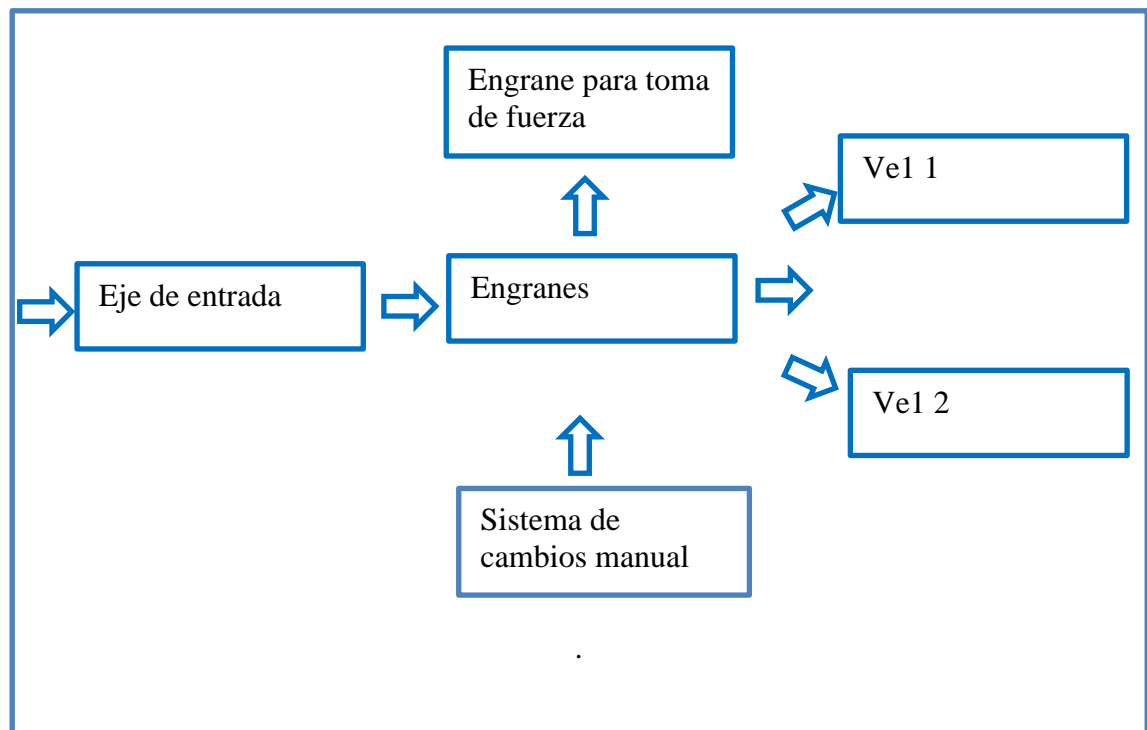 Engrane para toma
de fuerza
Ve1 1
Eje de entrada
Engranes
Ve1 2
Sistema de
cambios manual
.